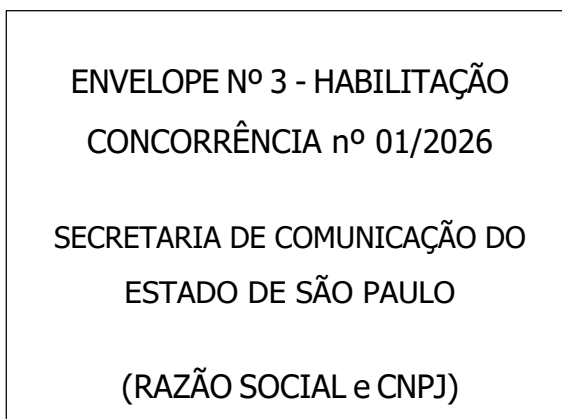 ENVELOPE Nº 3 - HABILITAÇÃO
CONCORRÊNCIA nº 01/2026
SECRETARIA DE COMUNICAÇÃO DO
ESTADO DE SÃO PAULO
(RAZÃO SOCIAL e CNPJ)